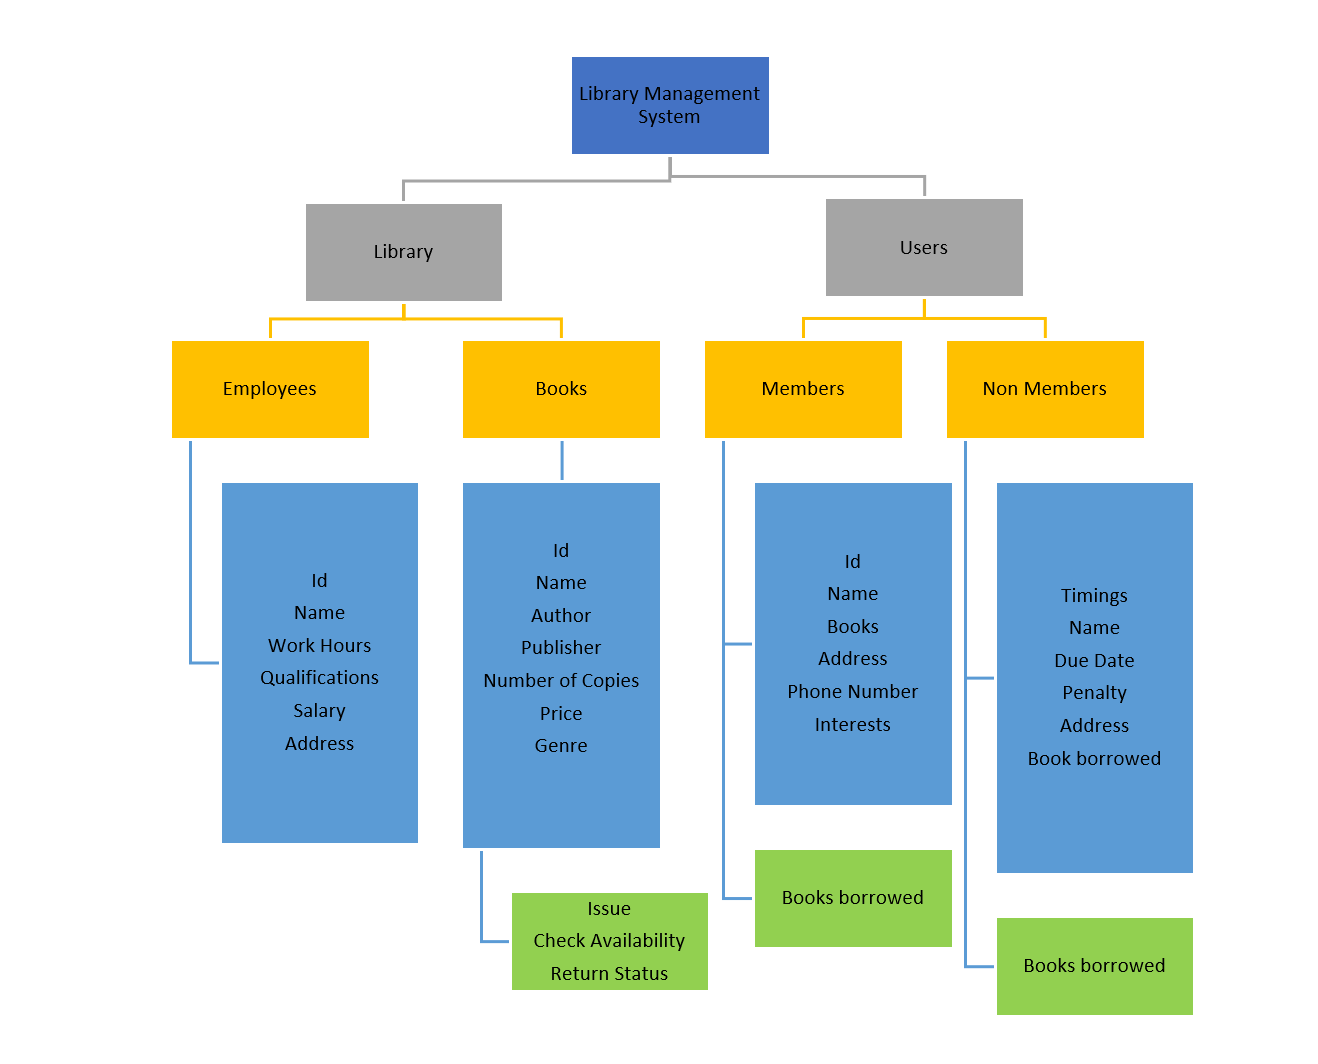 Library Management
System
Library
Users
Employees
Books
Members
Non Members
Id
Name
Work Hours
Qualifications
Salary
Address
Id
Name
Author
Publisher
Number of Copies
Price
Genre
Id
Name
Books
Address
Phone Number
Interests
Timings
Name
Due Date
Penalty
Address
Book borrowed
Issue
Check Availability
Return Status
Books borrowed
Books borrowed